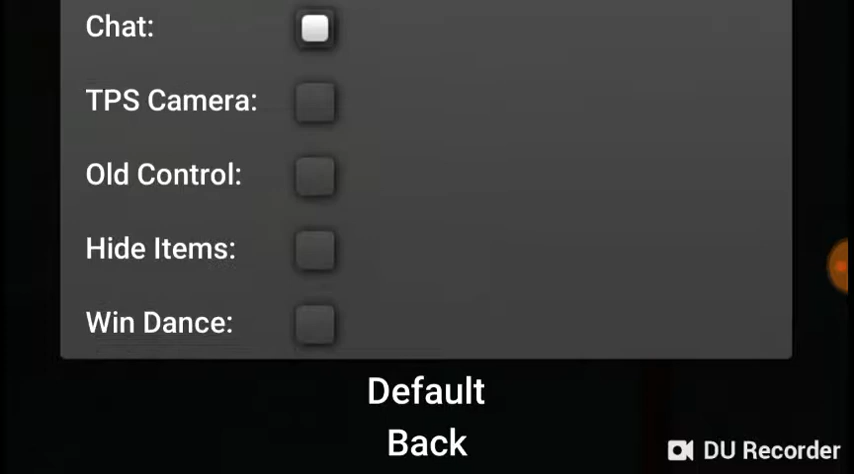 Chat:
TPS Camera:
Old Control:
Hide Items:
Win Dance:
Default
Back
DU Recorder